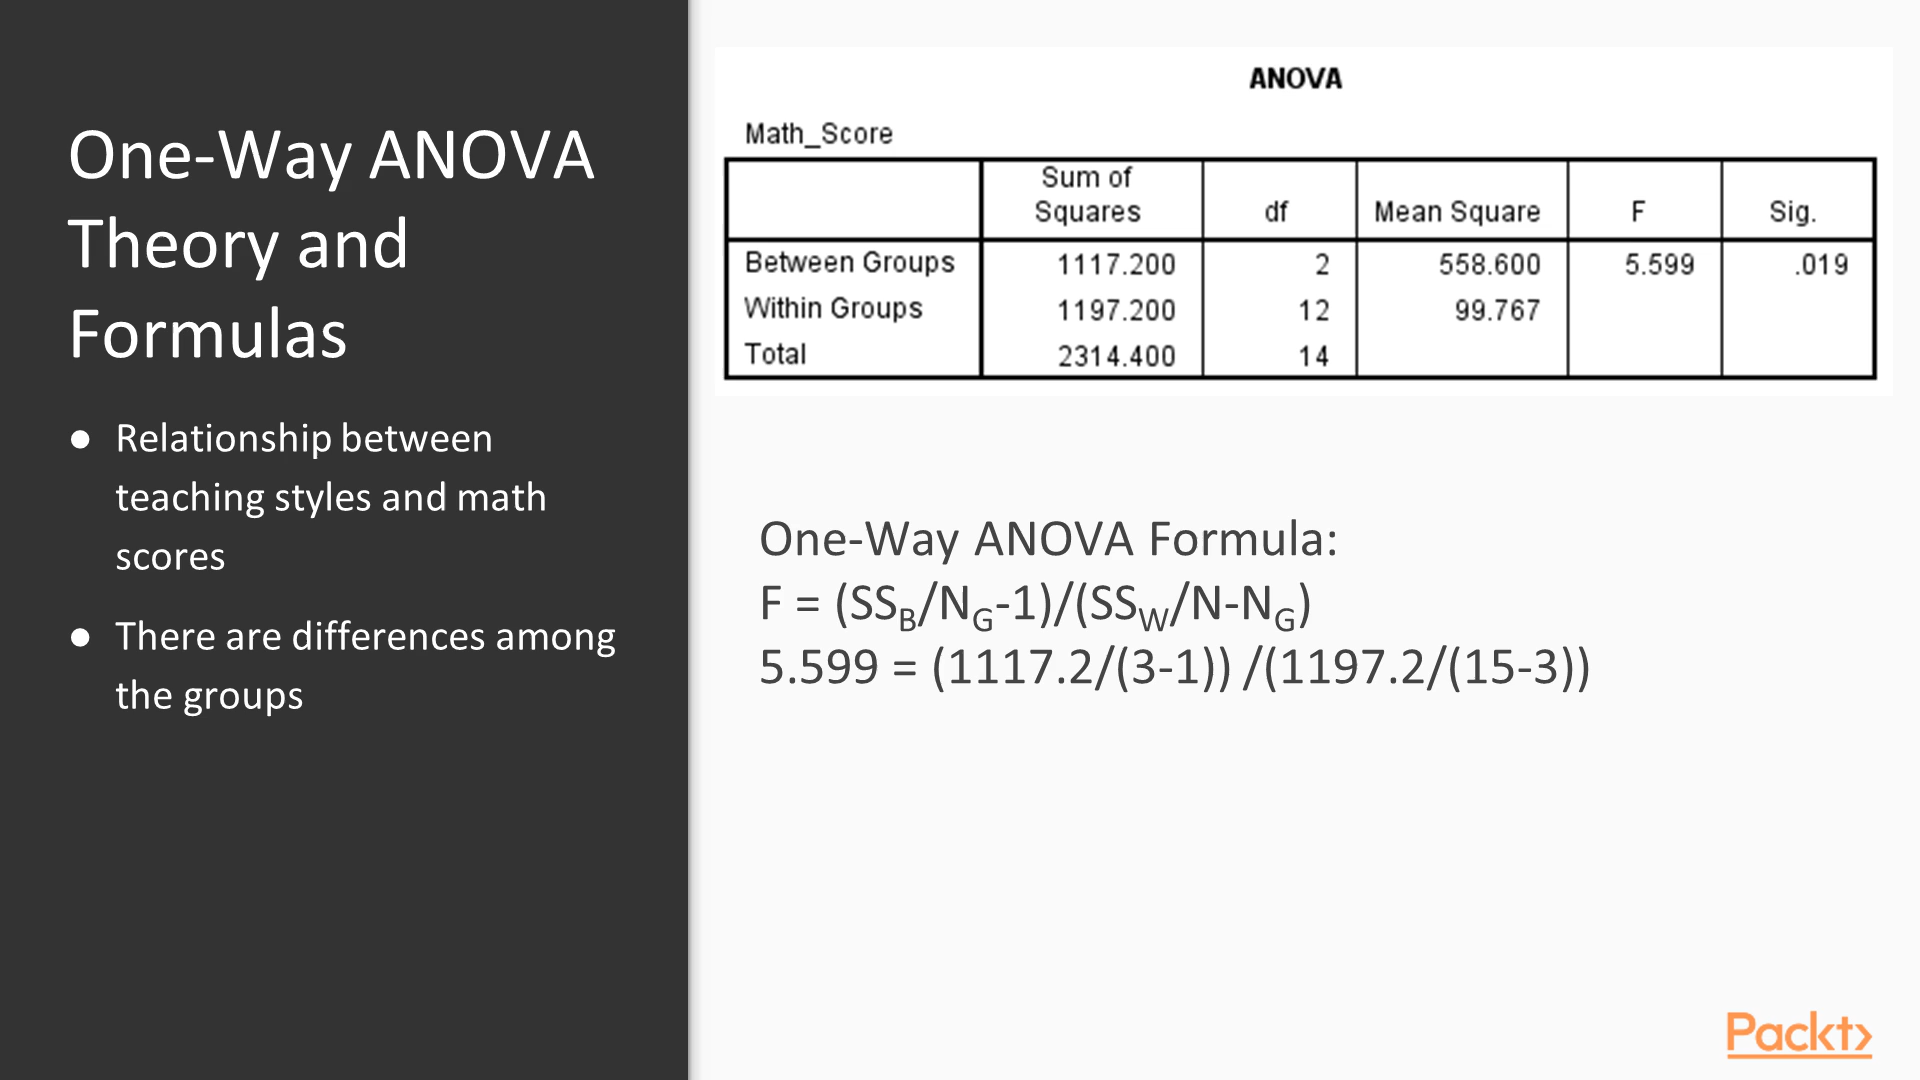 One-Way ANOVA
Theory and
Formulas
● Relationship between
teaching styles and math
scores
● There are differences among
the groups
ANOVA
Math_Score
Sum of
Squares df Mean Square F Sig.
Between Groups 1117.200 2 558.600 5.599 .019
Within Groups 1197.200 12 99.767
Total 2314.400 14
One-Way ANOVA Formula:
F = (SSB/NG-1)/(SSW/N-NG)
5.599 = (1117.2/(3-1)) /(1197.2/(15-3))
Packt>